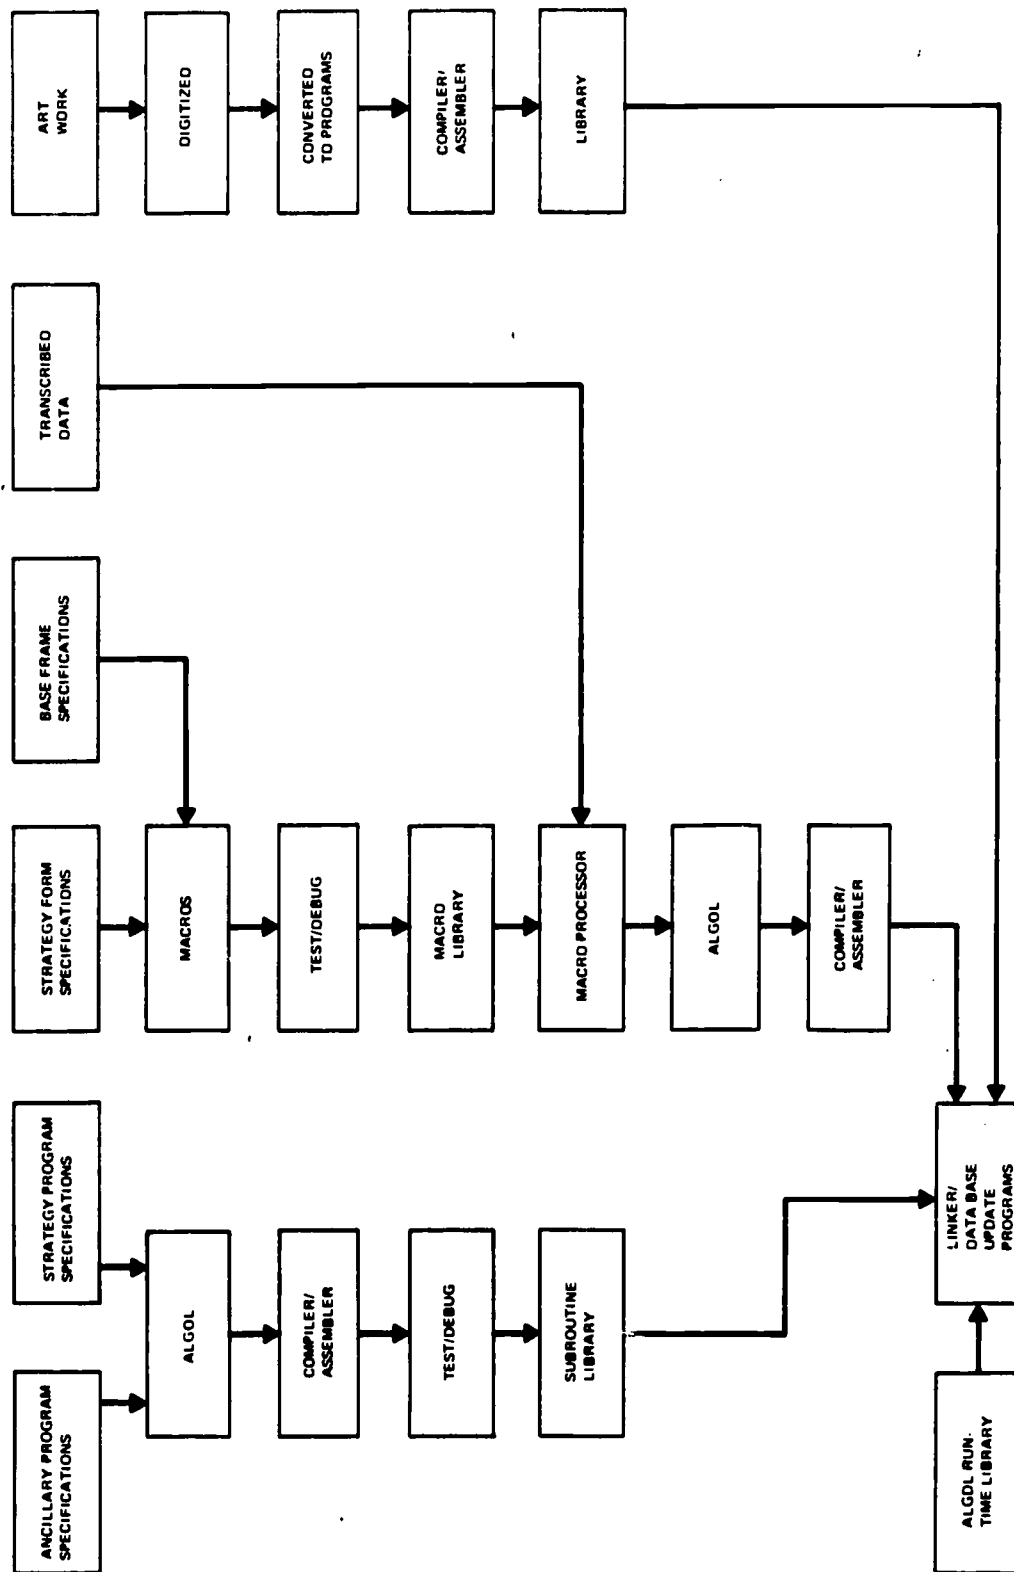 ANCILLARY PROGRAM
SPECIFICATIONS
STRATEGY PROGRAM
SPECIFICATIONS
STRATEGY FORM
SPECIFICATIONS
BASE FRAME
SPECIFICATIONS
TRANSCRIBED
DATA
ART
WORK
ALGOL
MACROS
DIGITIZED
COMPILER/
ASSEMBLER
TEST/DEBUG
CONVERTED
TO PROGRAMS
TEST/DEBUG
MACRO
LIBRARY
COMPILER/
ASSEMBLER
SUBROUTINE
LIBRARY
MACRO PROCESSOR
LIBRARY
ALGOL
COMPILER/
ASSEMBLER
ALGDL RUN-
TIME LIBRARY
LINKER/
DATA BASE
UPDATE
PROGRAMS